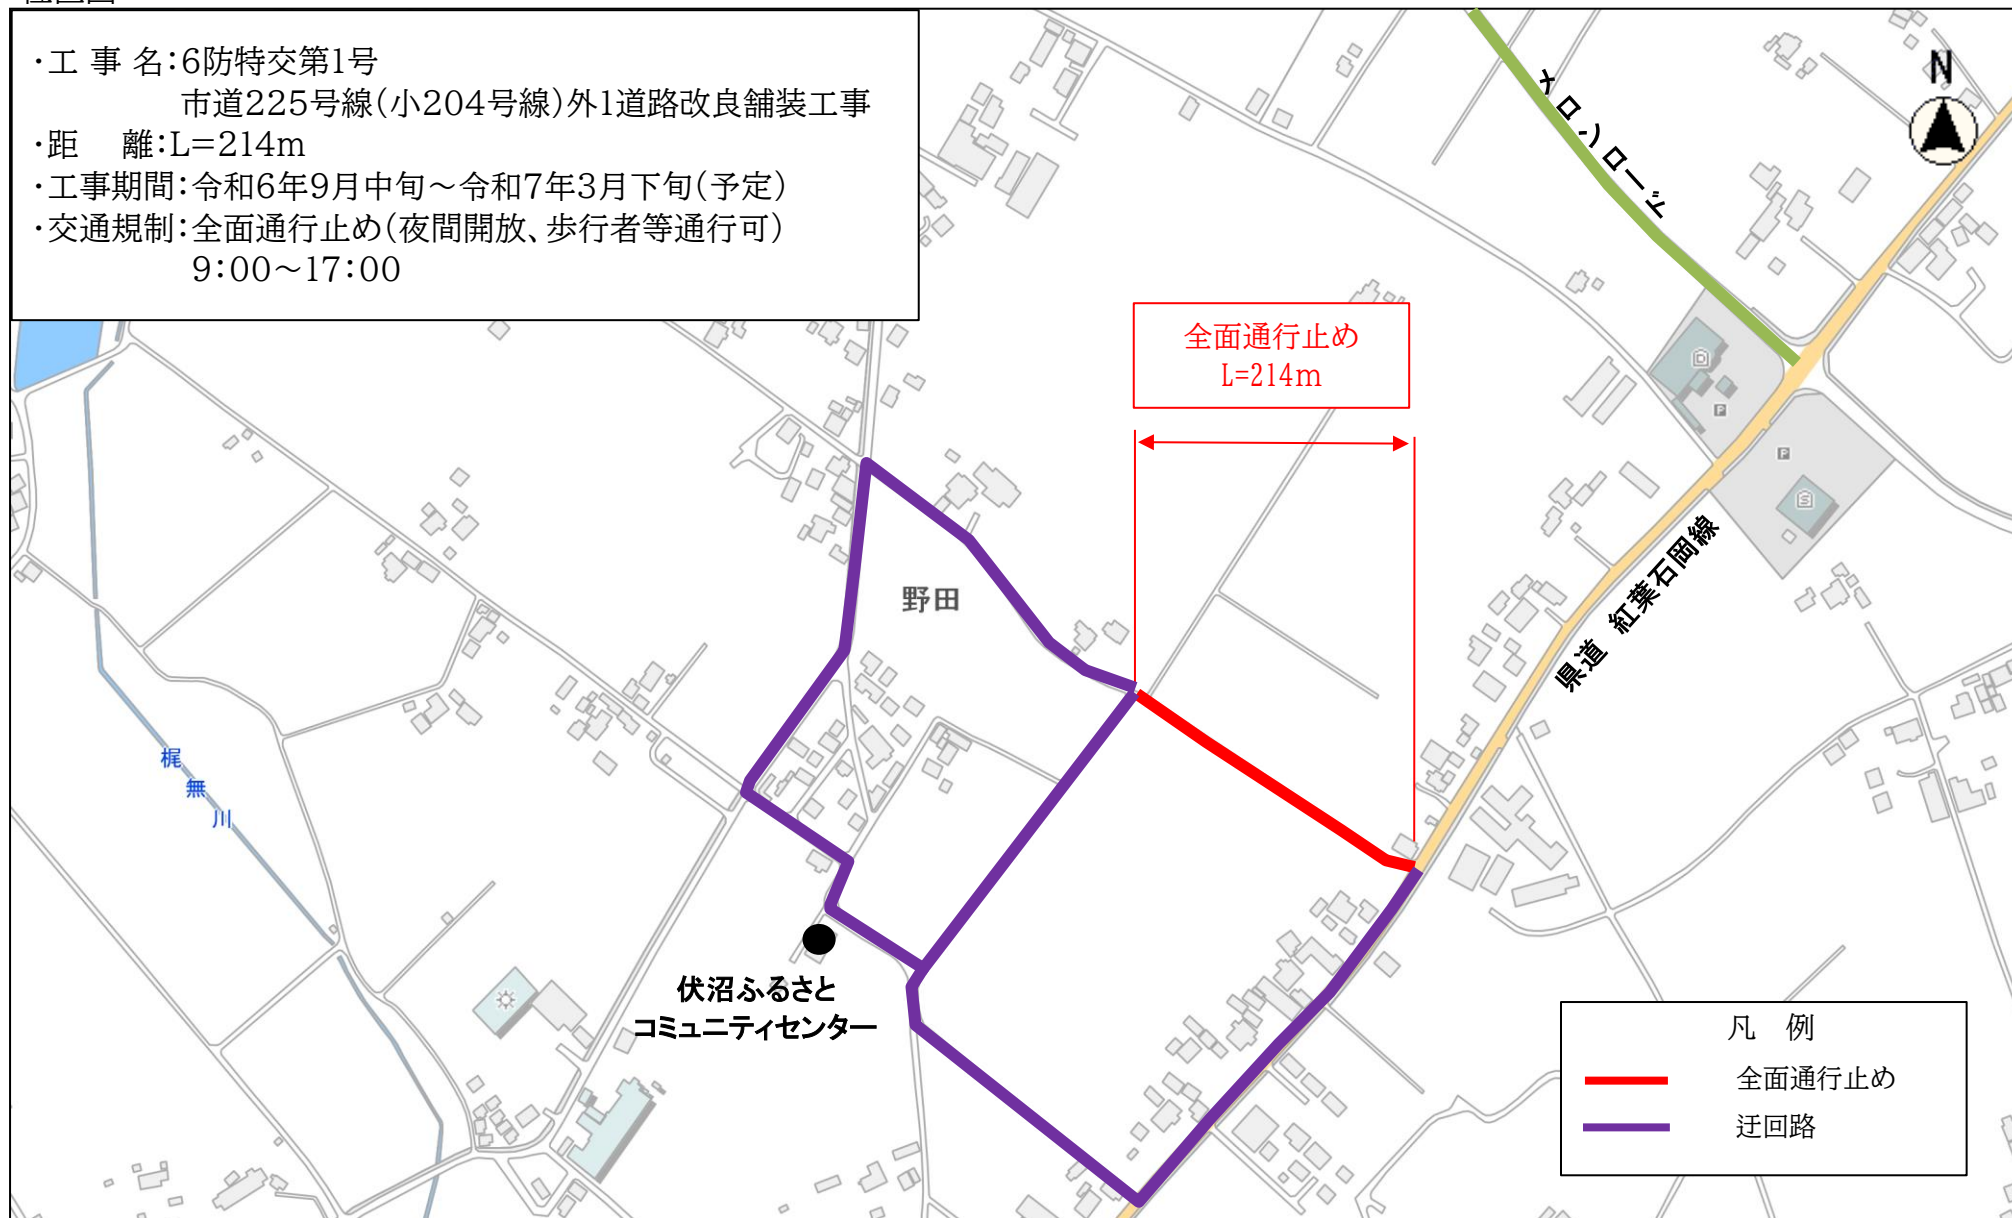 ・工 事 名：6防特交第1号
市道225号線（小204号線）外1道路改良舗装工事
・距　離：L＝214m
・工事期間：令和6年9月中旬～令和7年3月下旬（予定）
・交通規制：全面通行止め（夜間開放、歩行者等通行可）
9：00～17：00
N
メロンロード
全面通行止め
L=214m
P
P
県道 紅葉石岡線
野田
梶無川
伏沼ふるさと
コミュニティセンター
凡 例
全面通行止め
迂回路